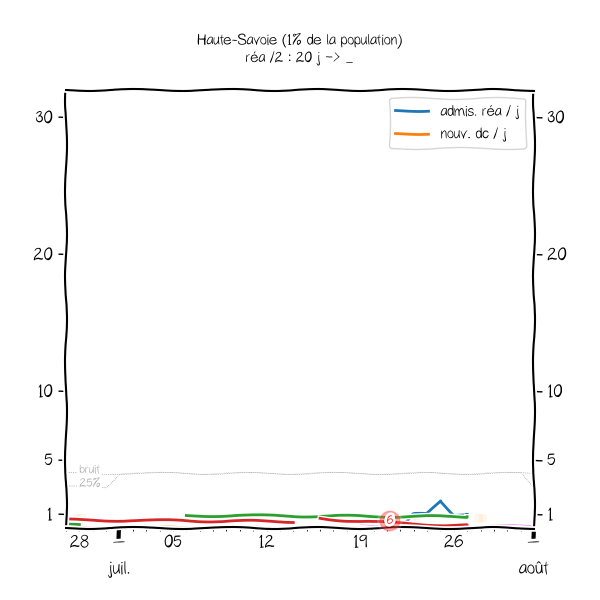 Haute-Savoie (1% de la population)
réa /2 : 20 j -> _
admis. réa / j
nouv. dc / j
30 30
20 20
10 10
5 5
bruit
25%
1 1
6
28 05 12 19 26
juil. août